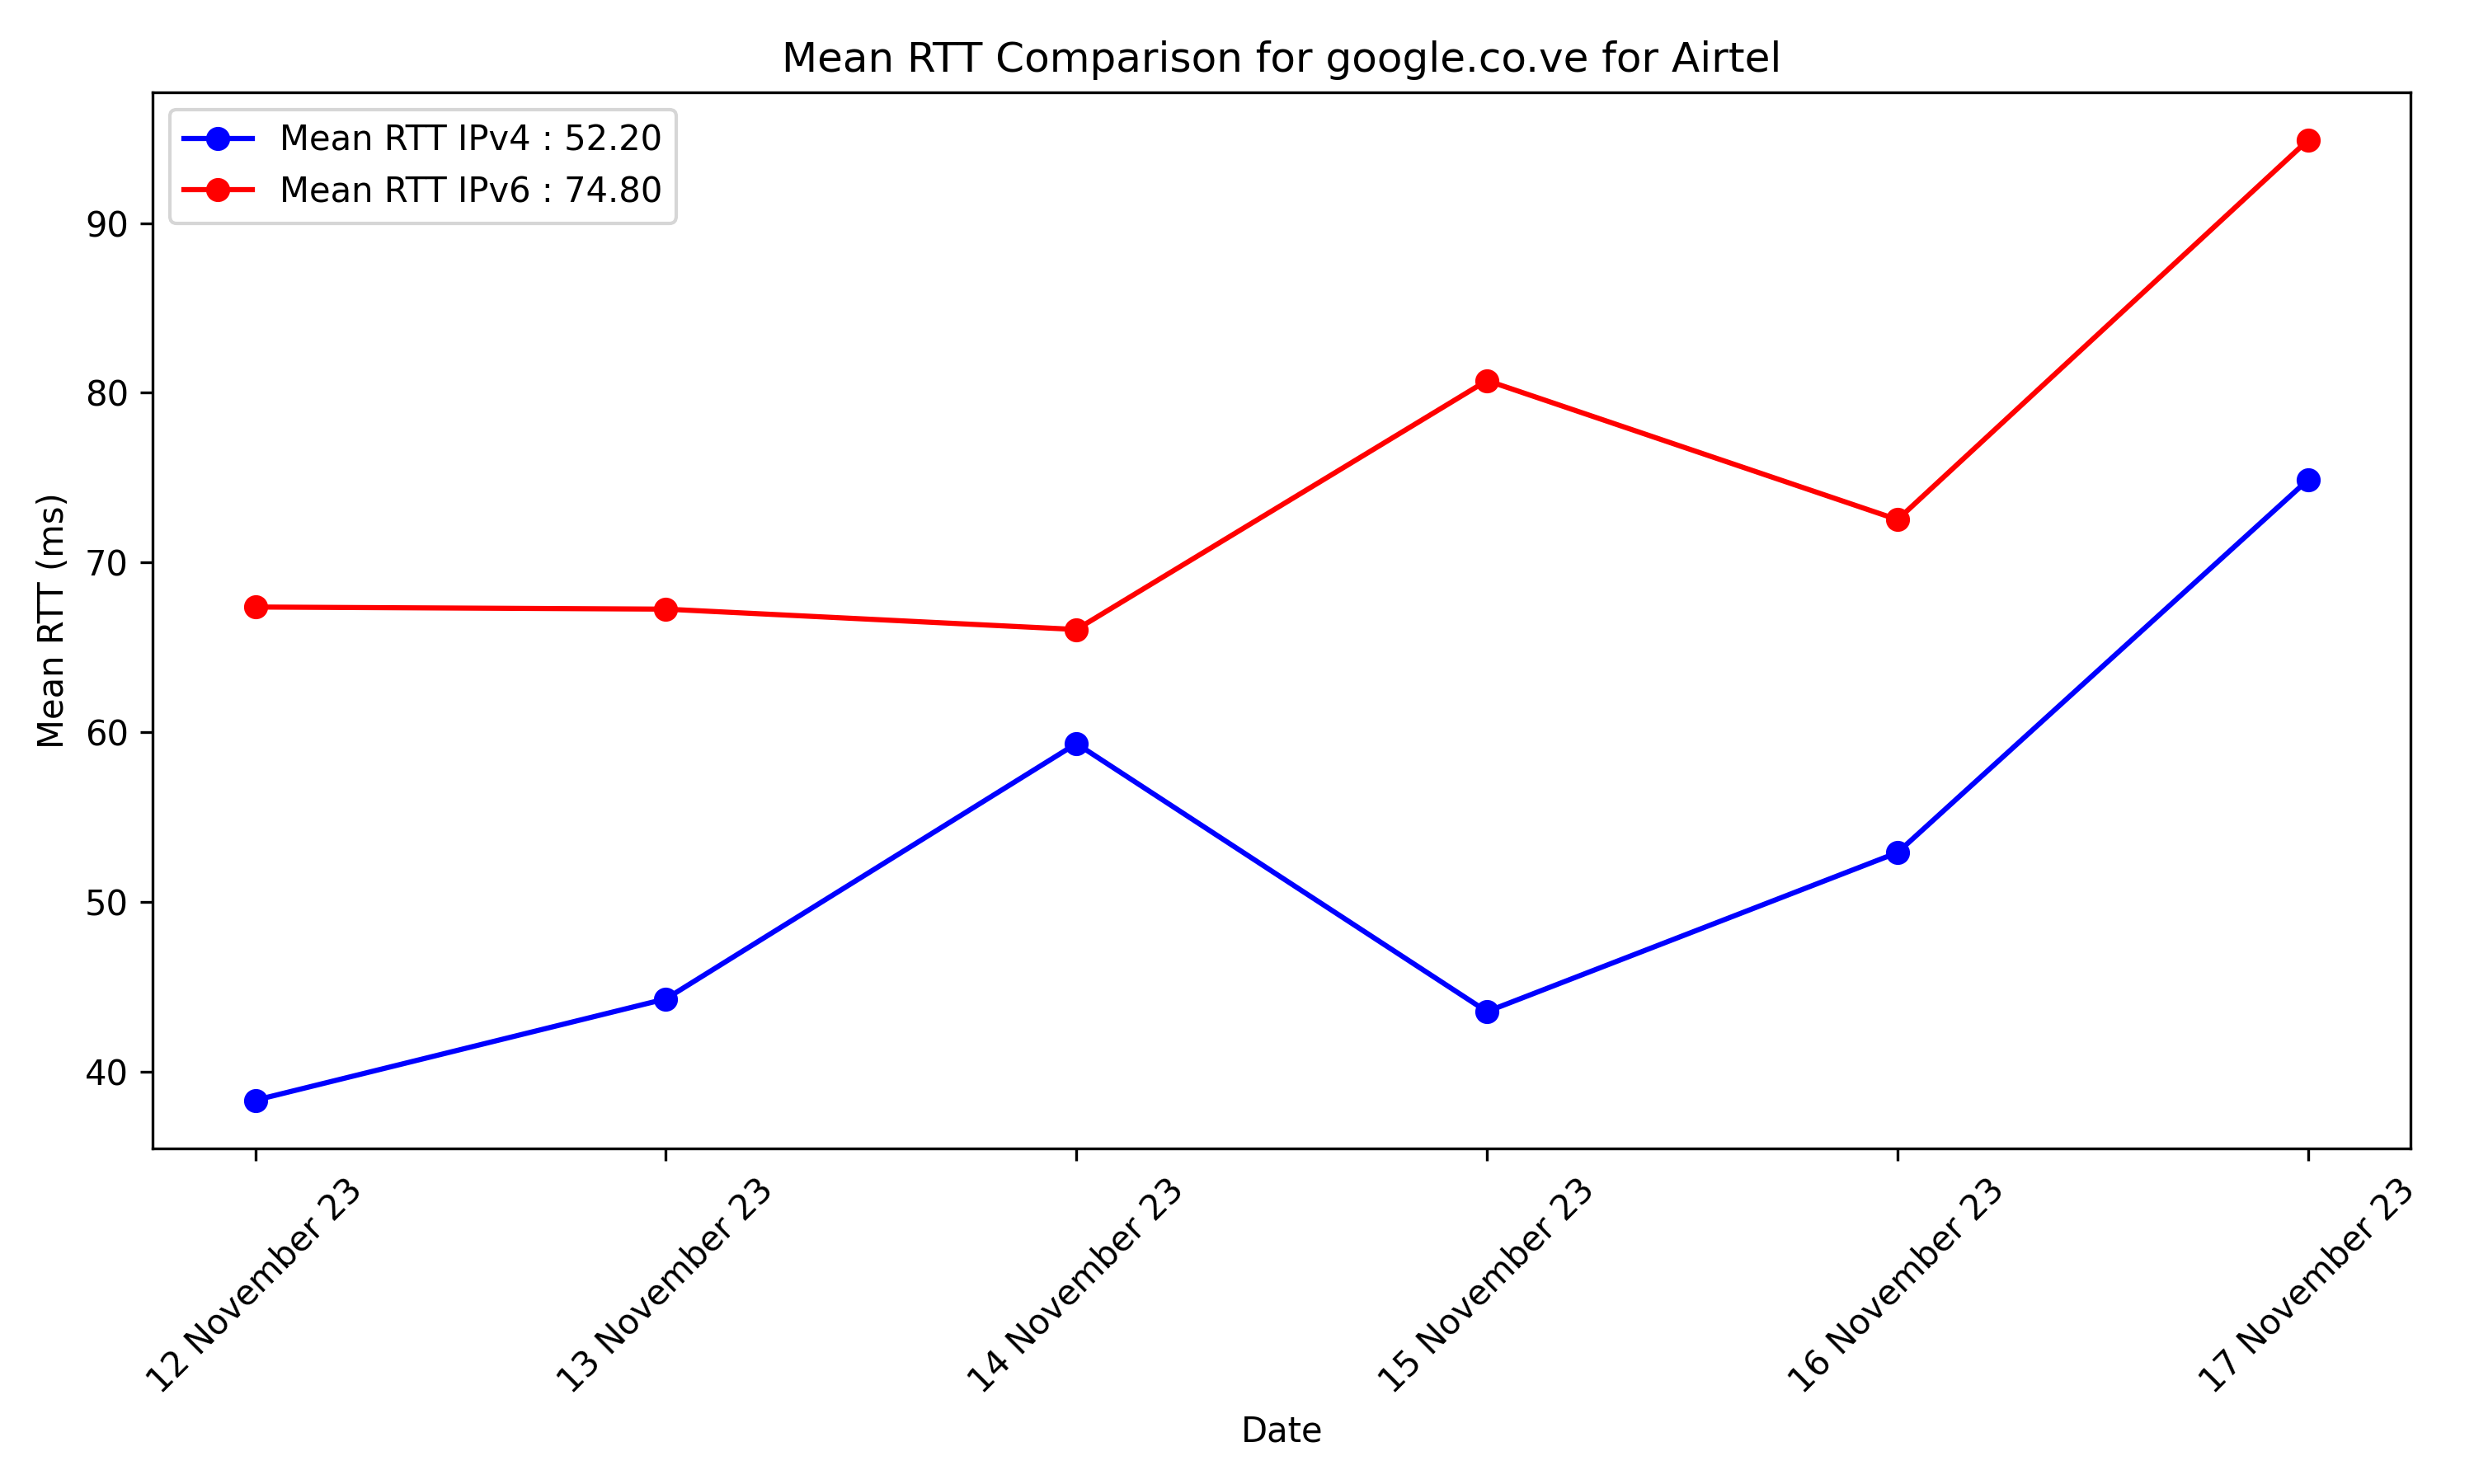 Mean RTT Comparison for google.co.ve for Airtel
Mean RTT IPv4 : 52.20
Mean RTT IPv6 : 74.80
Mean RTT (ms)
90
80
70
60
50
40
12 November 23
13 November 23
14 November 23
15 November 23
16 November 23
17 November 23
Date